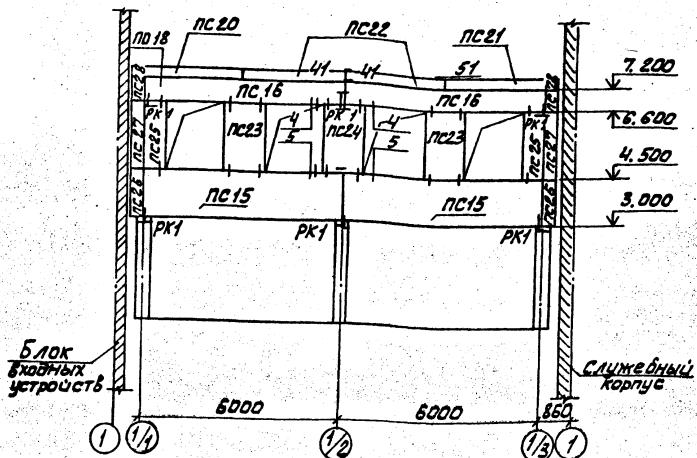 ПС20
ПС22
ПС21
ПО18
41
41
51
7.200
ПС28
ПС16
ПС16
ПС28
РК1
4
5
РК1
4
5
РК1
6.600
ПС27
ПС25
ПС23
ПС24
ПС23
ПС25
ПС27
4.500
ПС26
ПС15
ПС15
ПС26
3.000
РК1
РК1
РК1
Блок
входных
устройств
Служебный
корпус
6000
6000
860
1
1/1
1/2
1/3
1